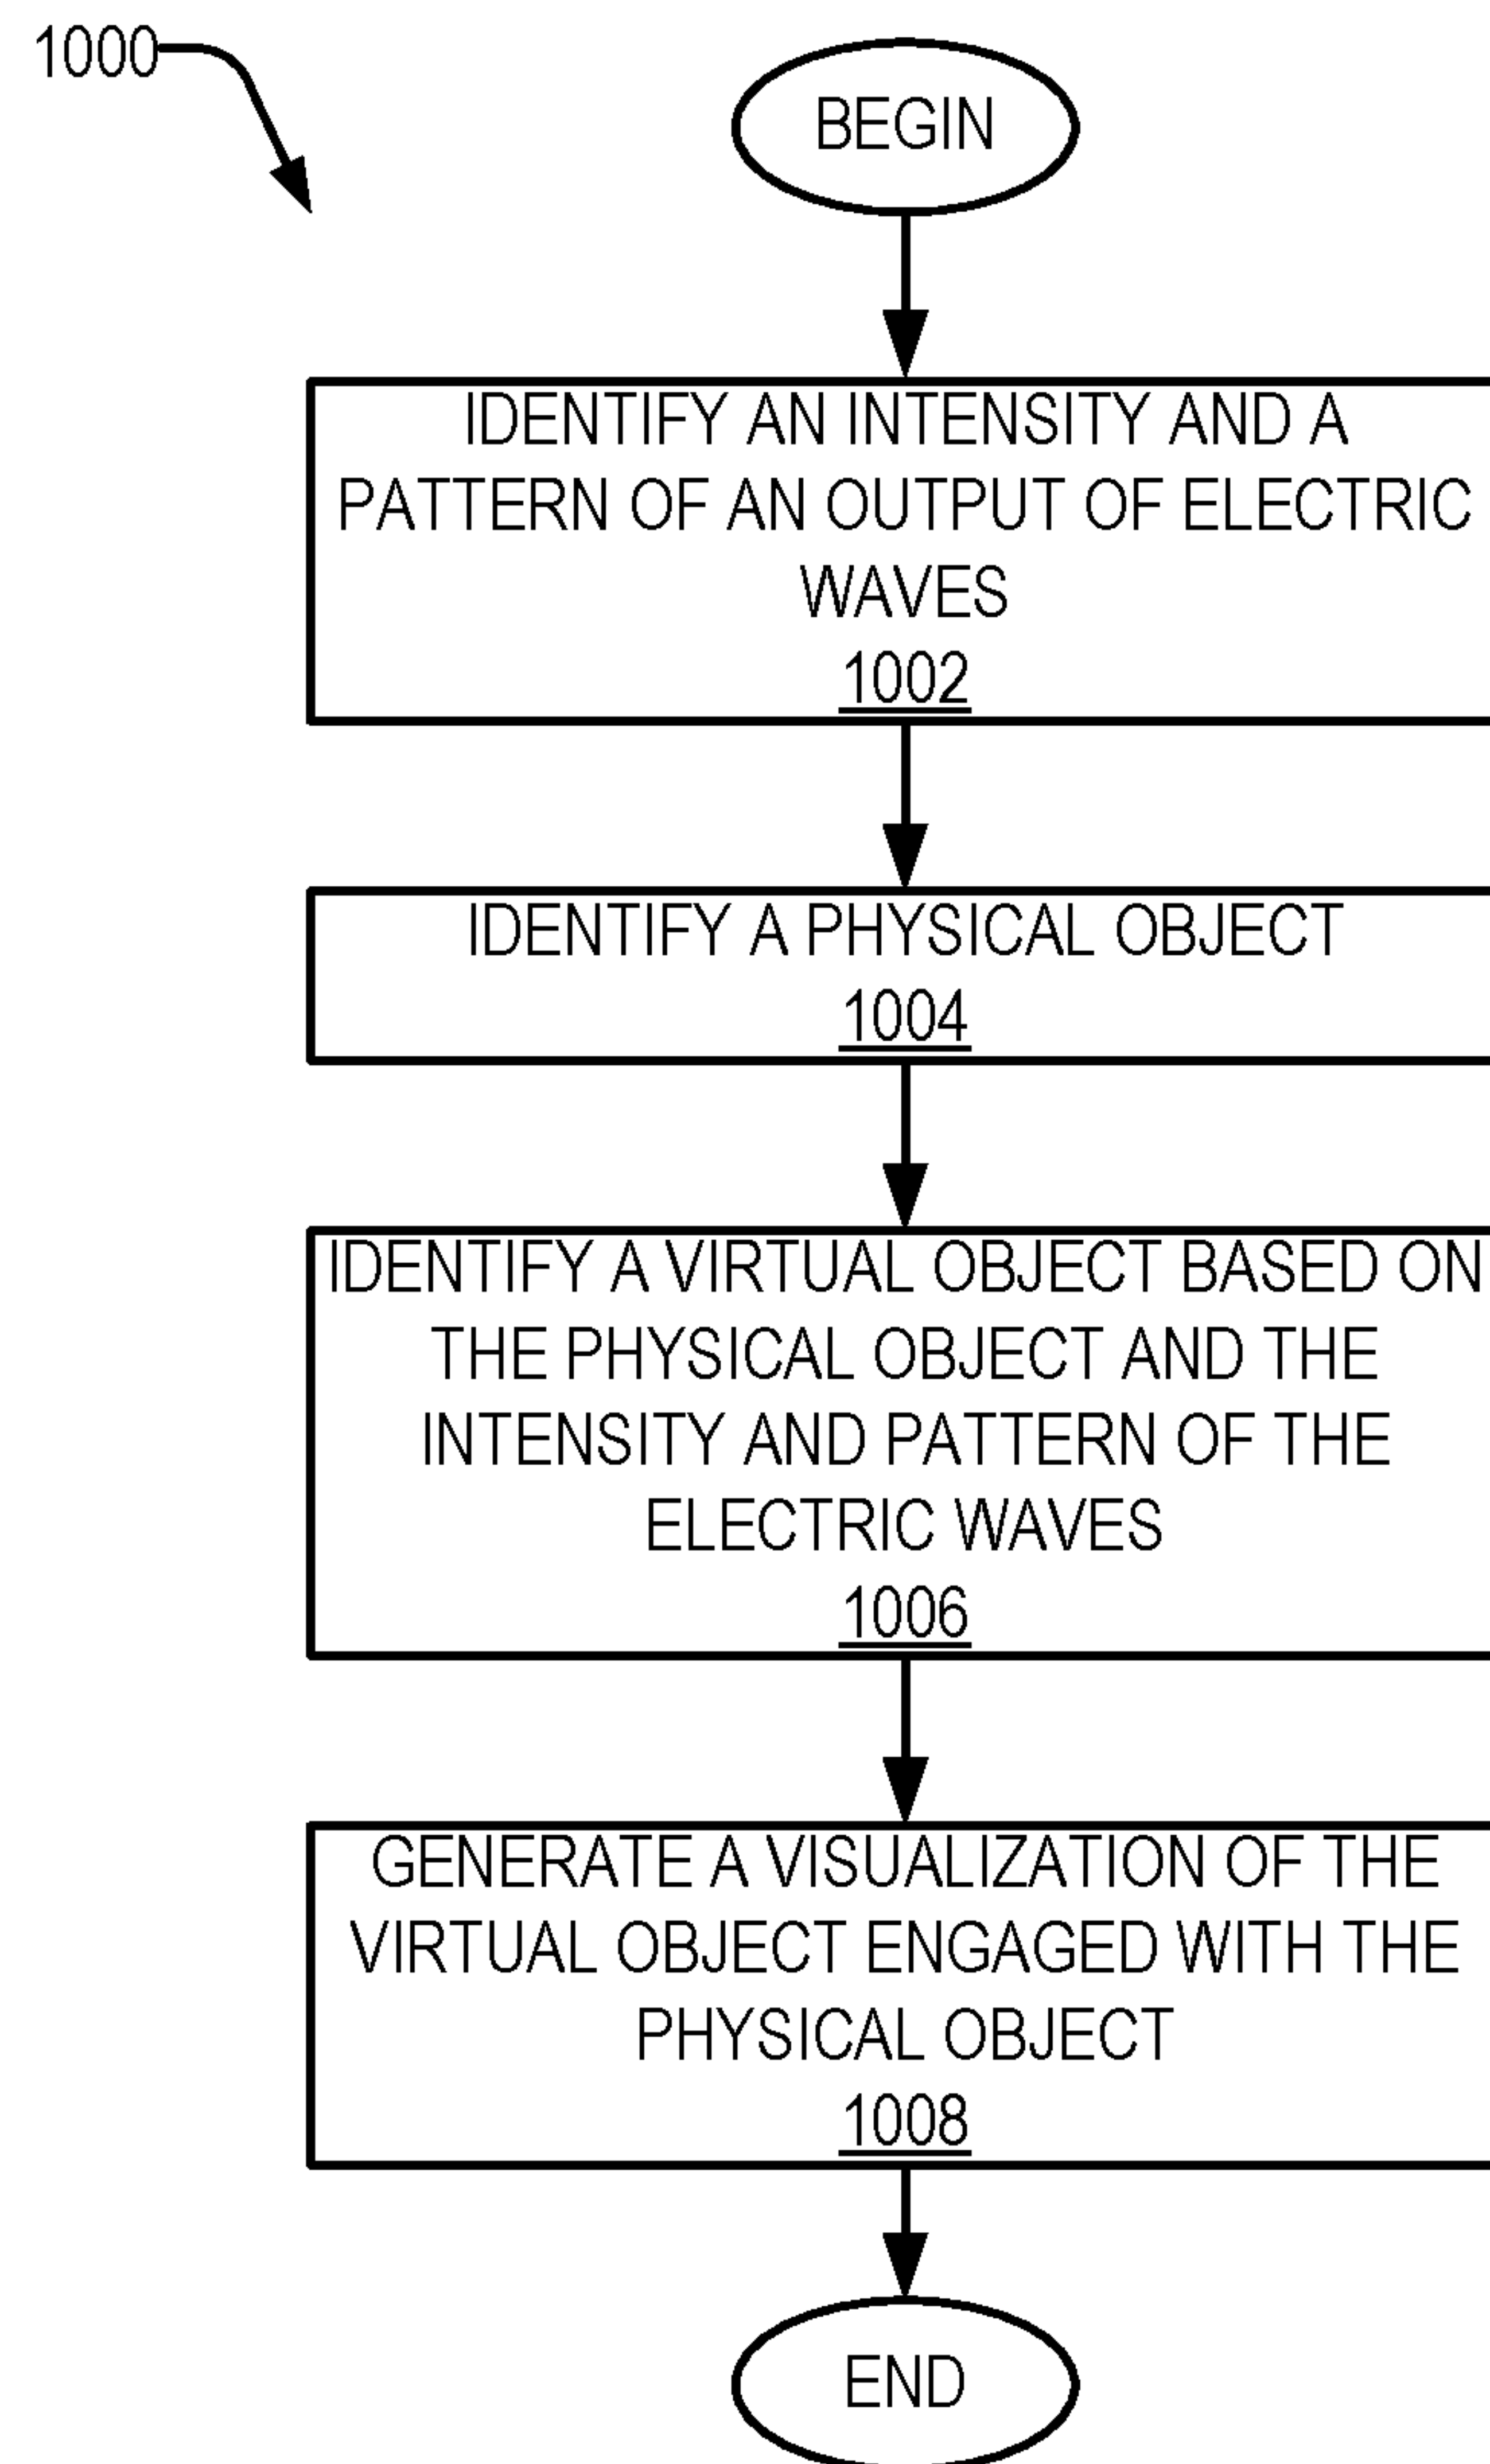 1000
BEGIN
IDENTIFY AN INTENSITY AND A
PATTERN OF AN OUTPUT OF ELECTRIC
WAVES
1002
IDENTIFY A PHYSICAL OBJECT
1004
IDENTIFY A VIRTUAL OBJECT BASED ON
THE PHYSICAL OBJECT AND THE
INTENSITY AND PATTERN OF THE
ELECTRIC WAVES
1006
GENERATE A VISUALIZATION OF THE
VIRTUAL OBJECT ENGAGED WITH THE
PHYSICAL OBJECT
1008
END